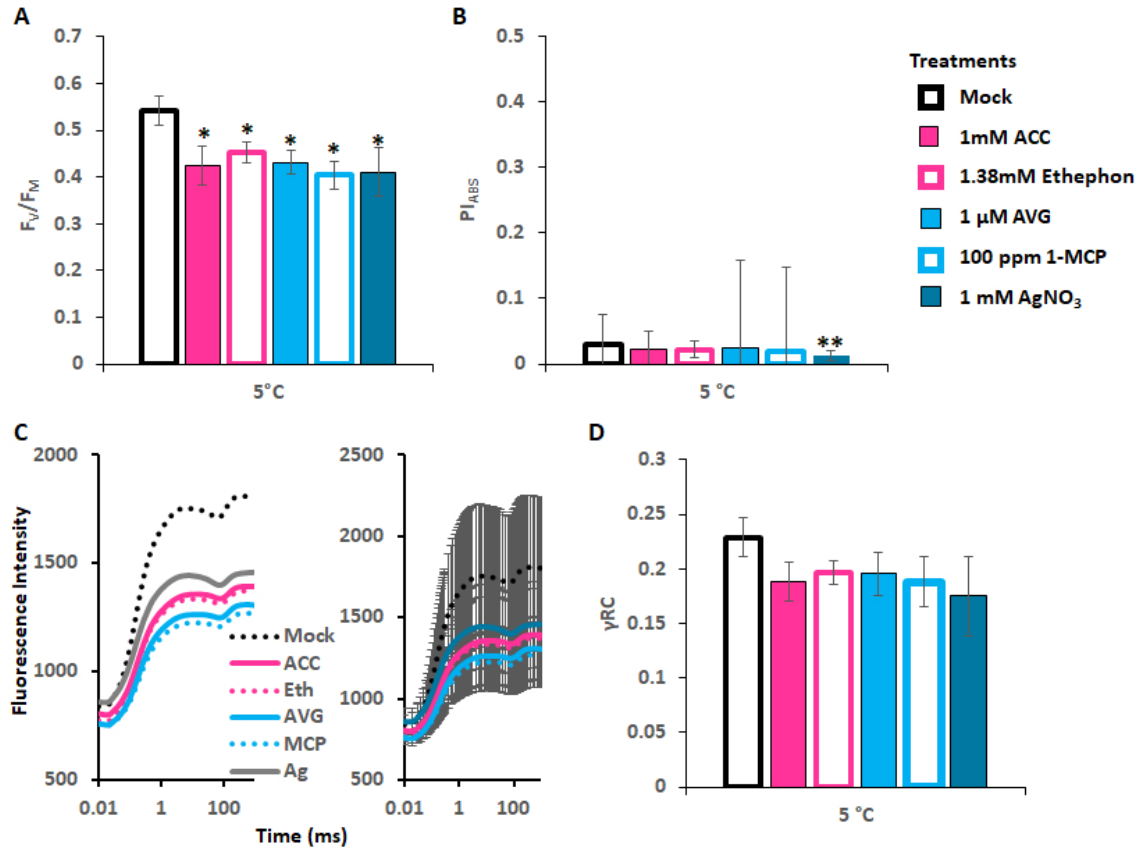 A
0.7
0.6
0.5
0.4
0.3
0.2
0.1
0
FV/FM
* * * * *
5°C
B
0.5
0.4
0.3
0.2
0.1
0
PIABS
**
5 °C
Treatments
Mock
1mM ACC
1.38mM Ethephon
1 µM AVG
100 ppm 1-MCP
1 mM AgNO3
C
2000
1500
1000
500
Fluorescence Intensity
0.01 1 100
Mock
ACC
Eth
AVG
MCP
Ag
2500
2000
1500
1000
500
0.01 1 100
Time (ms)
D
0.3
0.25
0.2
0.15
0.1
0.05
0
γRC
5 °C